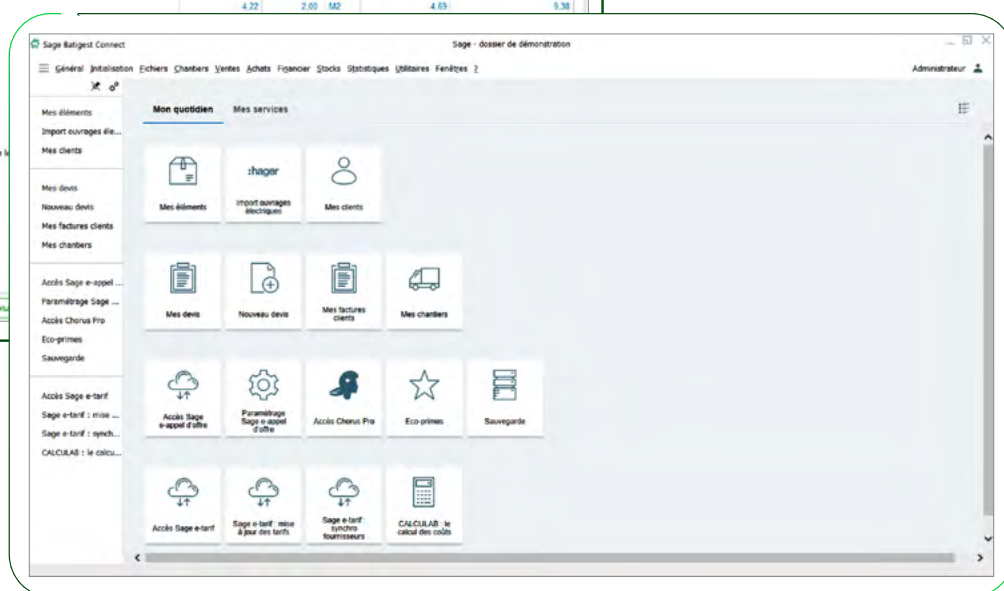 4.22 2.00 M2 4.69 9.38
Sage Batigest Connect
Sage - dossier de démonstration
Général Initialisation Fichiers Chantiers Ventes Achats Financier Stocks Statistiques Utilitaires Fenêtres ?
Administrateur
Mes éléments
Import ouvrages éle...
Mes clients
Mes devis
Nouveau devis
Mes factures clients
Mes chantiers
Accès Sage e-appel ...
Paramétrage Sage ...
Accès Chorus Pro
Eco-primes
Sauvegarde
Accès Sage e-tarif
Sage e-tarif : mise ...
Sage e-tarif : synch...
CALCULAB : le calcu...
Mon quotidien Mes services
:hager
Mes éléments
Import ouvrages
électriques
Mes clients
Mes devis
Nouveau devis
Mes factures
clients
Mes chantiers
Accès Sage
e-appel d'offre
Paramétrage
Sage e-appel
d'offre
Accès Chorus Pro
Eco-primes
Sauvegarde
Accès Sage e-tarif
Sage e-tarif : mise
à jour des tarifs
Sage e-tarif :
synchro
fournisseurs
CALCULAB : le
calcul des coûts